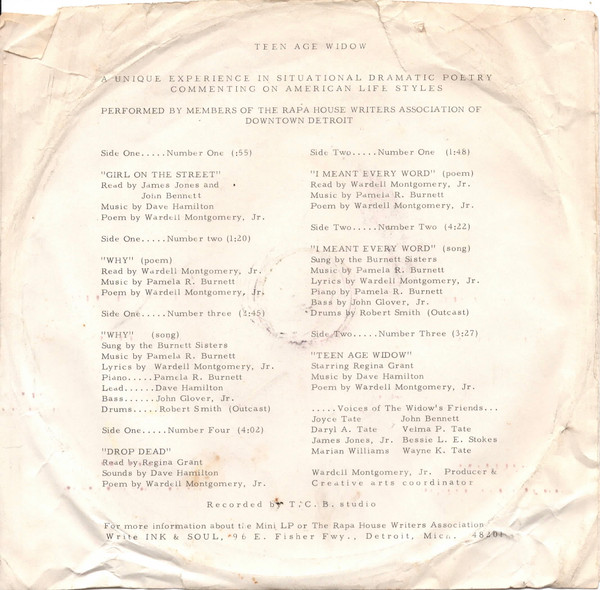 TEEN AGE WIDOW
A UNIQUE EXPERIENCE IN SITUATIONAL DRAMATIC POETRY
COMMENTING ON AMERICAN LIFE STYLES
PERFORMED BY MEMBERS OF THE RAPA HOUSE WRITERS ASSOCIATION OF
DOWNTOWN DETROIT
Side One.....Number One (:55)
"GIRL ON THE STREET"
Read by James Jones and
John Bennett
Music by Dave Hamilton
Poem by Wardell Montgomery, Jr.
Side One.....Number two (1:20)
"WHY" (poem)
Read by Wardell Montgomery, Jr.
Music by Pamela R. Burnett
Poem by Wardell Montgomery, Jr.
Side One.....Number three (2:45)
"WHY" (song)
Sung by the Burnett Sisters
Music by Pamela R. Burnett
Lyrics by Wardell Montgomery, Jr.
Piano.....Pamela R. Burnett
Lead......Dave Hamilton
Bass......John Glover, Jr.
Drums.....Robert Smith (Outcast)
Side One.....Number Four (4:02)
"DROP DEAD"
Read by Regina Grant
Sounds by Dave Hamilton
Poem by Wardell Montgomery, Jr.
Side Two.....Number One (1:48)
"I MEANT EVERY WORD" (poem)
Read by Wardell Montgomery, Jr.
Music by Pamela R. Burnett
Poem by Wardell Montgomery, Jr.
Side Two.....Number Two (4:22)
"I MEANT EVERY WORD" (song)
Sung by the Burnett Sisters
Music by Pamela R. Burnett
Lyrics by Wardell Montgomery, Jr.
Piano by Pamela R. Burnett
Bass by John Glover, Jr.
Drums by Robert Smith (Outcast)
Side Two.....Number Three (3:27)
"TEEN AGE WIDOW"
Starring Regina Grant
Music by Dave Hamilton
Poem by Wardell Montgomery, Jr.
.....Voices of The Widow's Friends...
Joyce Tate John Bennett
Daryl A. Tate Velma P. Tate
James Jones, Jr. Bessie L. E. Stokes
Marian Williams Wayne K. Tate
Wardell Montgomery, Jr. Producer &
Creative arts coordinator
Recorded by T.C.B. studio
For more information about the Mini LP or The Rapa House Writers Association
Write INK & SOUL, 96 E. Fisher Fwy., Detroit, Mich. 48201